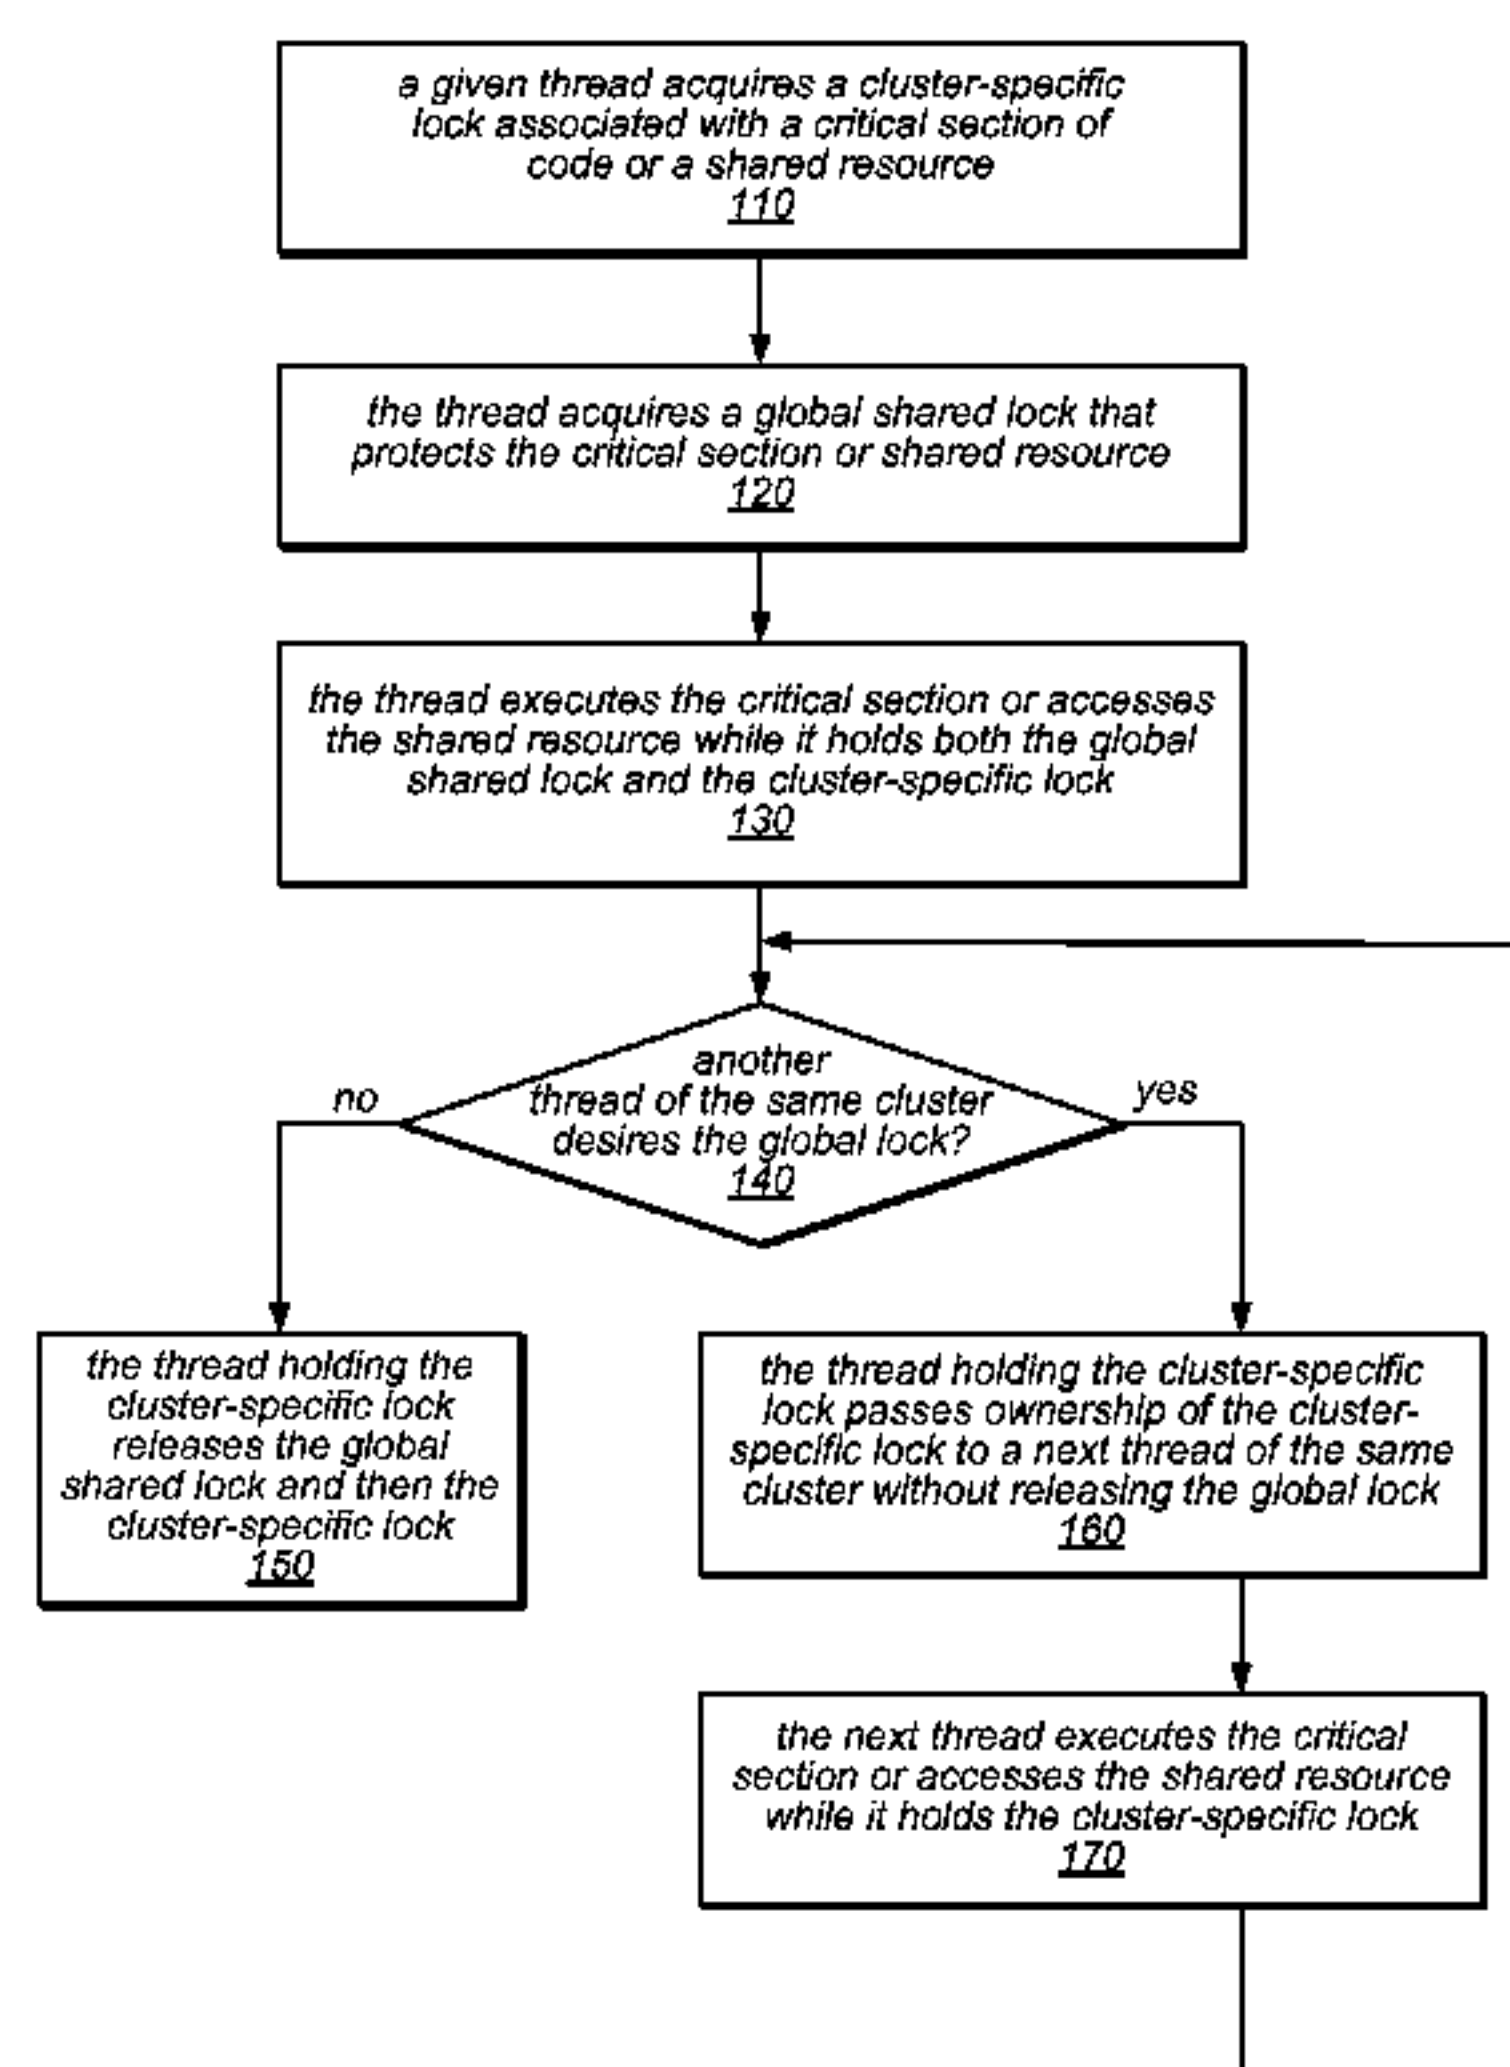 a given thread acquires a cluster-specific
lock associated with a critical section of
code or a shared resource
110
the thread acquires a global shared lock that
protects the critical section or shared resource
120
the thread executes the critical section or accesses
the shared resource while it holds both the global
shared lock and the cluster-specific lock
130
another
thread of the same cluster
desires the global lock?
140
no
yes
the thread holding the
cluster-specific lock
releases the global
shared lock and then the
cluster-specific lock
150
the thread holding the cluster-specific
lock passes ownership of the cluster-
specific lock to a next thread of the same
cluster without releasing the global lock
160
the next thread executes the critical
section or accesses the shared resource
while it holds the cluster-specific lock
170